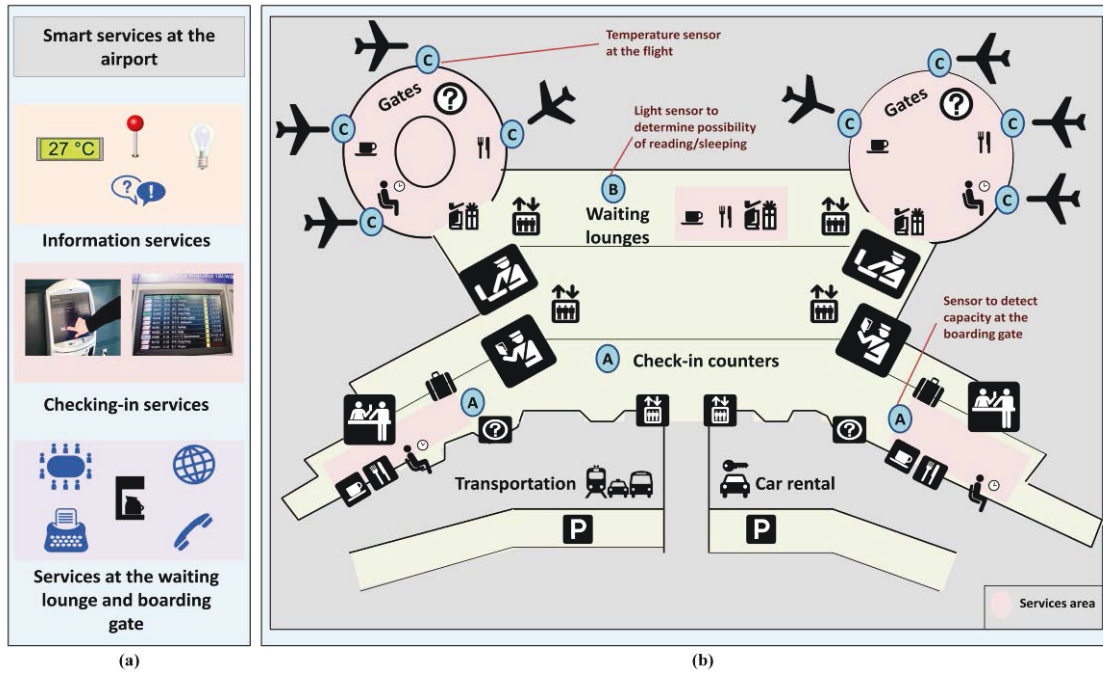 Smart services at the
airport
27 °C
?
!
Information services
Checking-in services
Services at the waiting
lounge and boarding
gate
(a)
Temperature sensor
at the flight
C
C
C
C
Gates
?
Light sensor to
determine possibility
of reading/sleeping
B
Waiting
lounges
C
C
C
C
Gates
?
Sensor to detect
capacity at the
boarding gate
A
Check-in counters
A
A
?
?
Transportation
Car rental
P
P
Services area
(b)